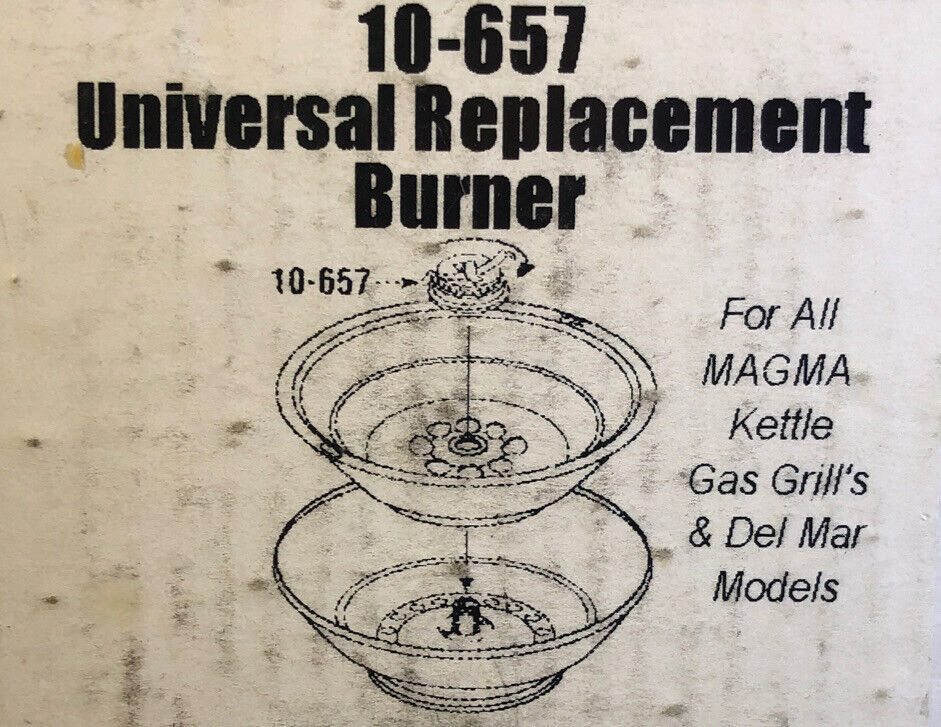 10-657
Universal Replacement
Burner
10-657
For All
MAGMA
Kettle
Gas Grill's
& Del Mar
Models